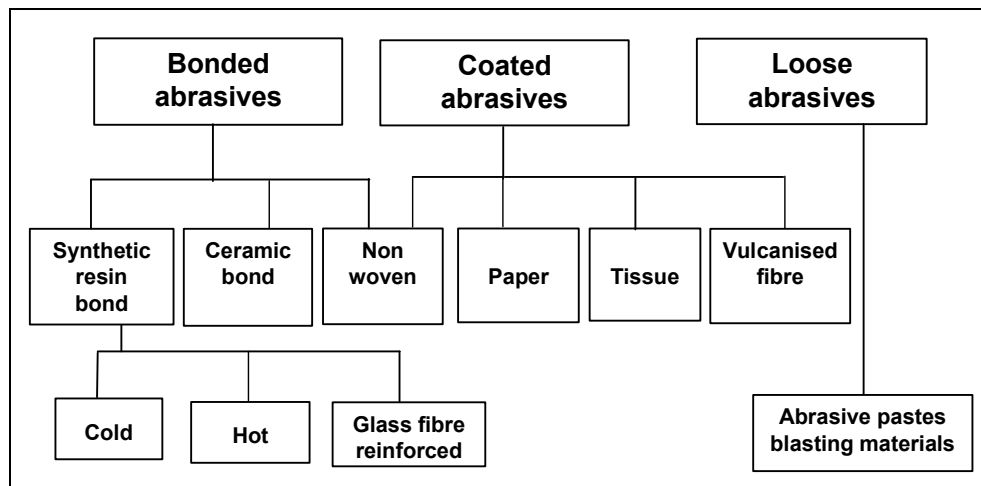 Bonded
abrasives
Coated
abrasives
Loose
abrasives
Synthetic
resin
bond
Ceramic
bond
Non
woven
Paper
Tissue
Vulcanised
fibre
Cold
Hot
Glass fibre
reinforced
Abrasive pastes
blasting materials